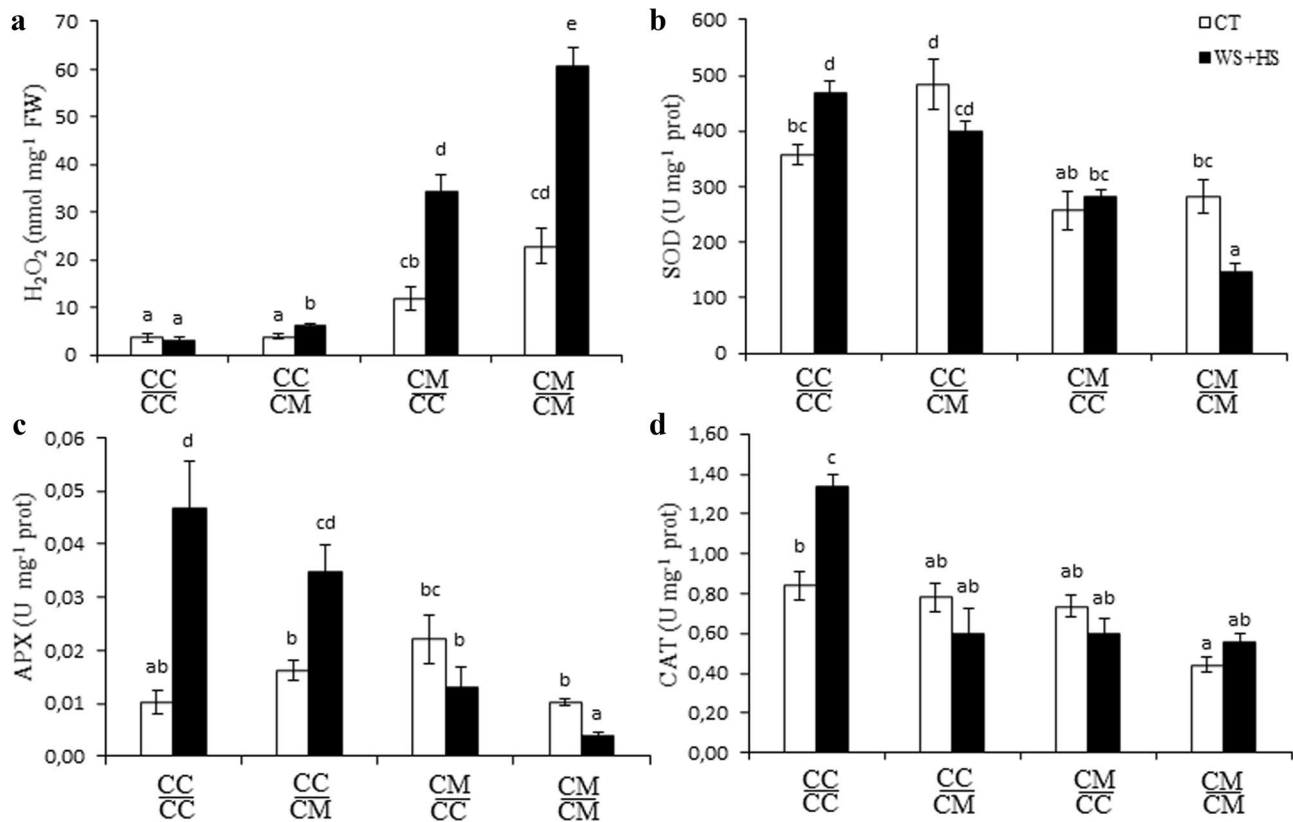 a
H₂O₂ (nmol mg⁻¹ FW)
70
60
50
40
30
20
10
0
a a
a b
cb d
cd e
CC CC CM CM
CC CM CC CM
b
CT
WS+HS
SOD (U mg⁻¹ prot)
600
500
400
300
200
100
0
bc d
d cd
ab bc
bc a
CC CC CM CM
CC CM CC CM
c
APX (U mg⁻¹ prot)
0,06
0,05
0,04
0,03
0,02
0,01
0,00
ab d
b cd
bc b
b a
CC CC CM CM
CC CM CC CM
d
CAT (U mg⁻¹ prot)
1,60
1,40
1,20
1,00
0,80
0,60
0,40
0,20
0,00
b c
ab ab
ab ab
a ab
CC CC CM CM
CC CM CC CM